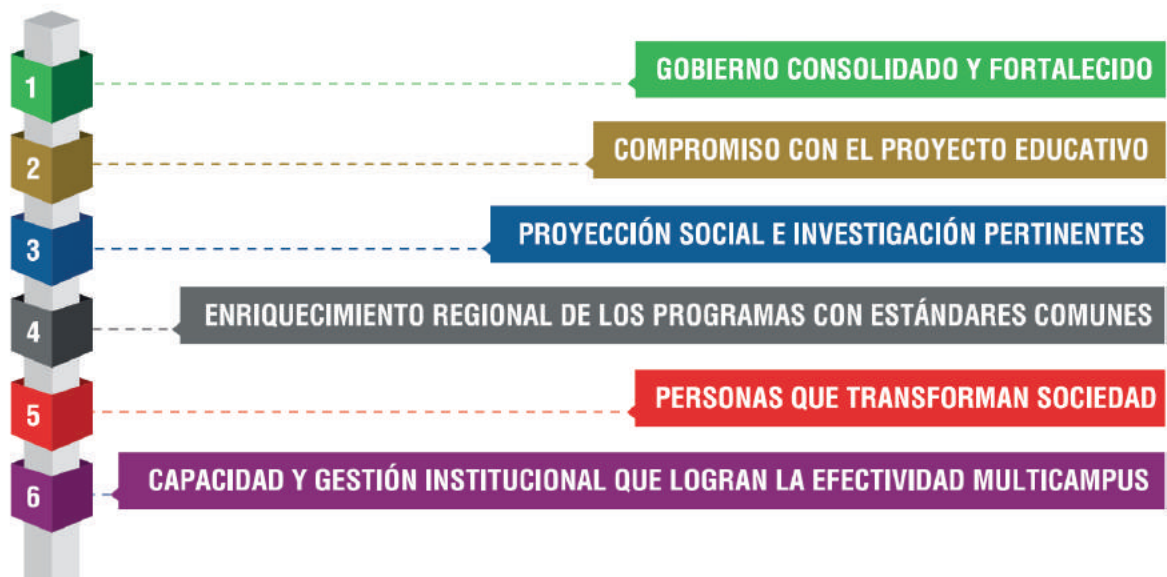 1 GOBIERNO CONSOLIDADO Y FORTALECIDO
2 COMPROMISO CON EL PROYECTO EDUCATIVO
3 PROYECCIÓN SOCIAL E INVESTIGACIÓN PERTINENTES
4 ENRIQUECIMIENTO REGIONAL DE LOS PROGRAMAS CON ESTÁNDARES COMUNES
5 PERSONAS QUE TRANSFORMAN SOCIEDAD
6 CAPACIDAD Y GESTIÓN INSTITUCIONAL QUE LOGRAN LA EFECTIVIDAD MULTICAMPUS